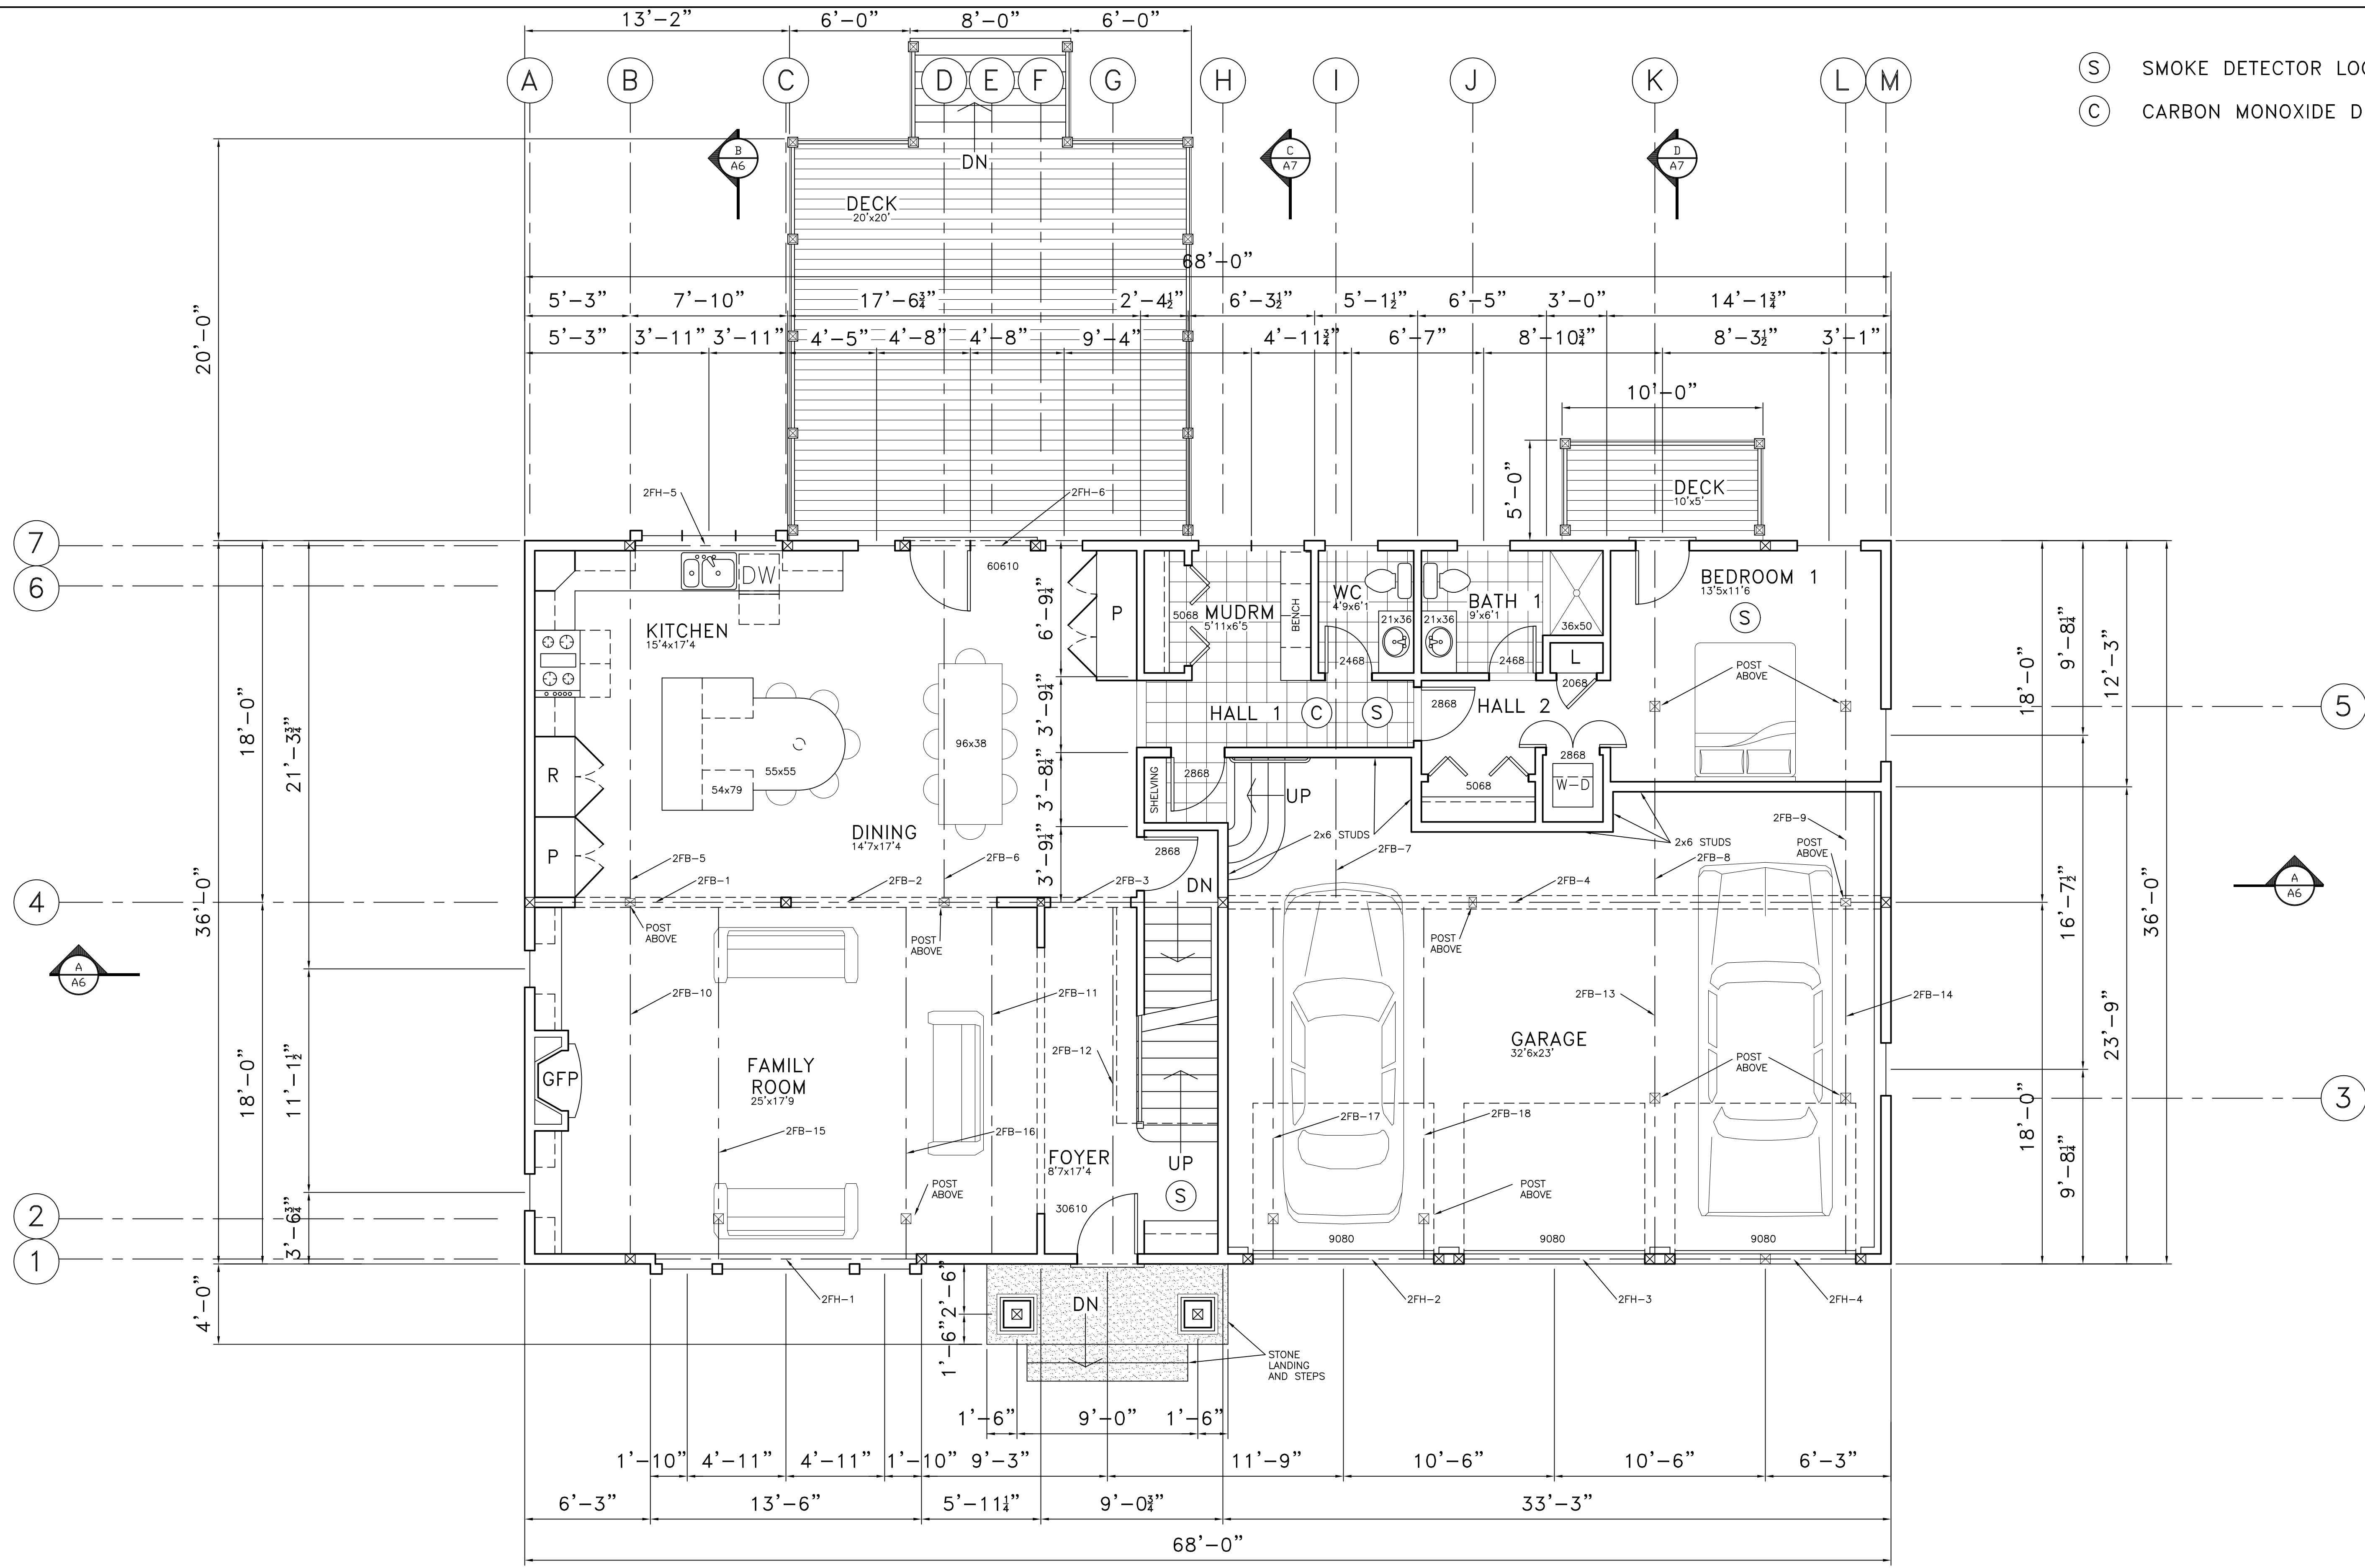 13'-2" 6'-0" 8'-0" 6'-0"
A B C D E F G H I J K L M
S SMOKE DETECTOR
C CARBON MONOXIDE
B
A6
C
A7
D
A7
DN
DECK
20'x20'
68'-0"
5'-3" 7'-10" 17'-6¾" 2'-4½" 6'-3½" 5'-1½" 6'-5" 3'-0" 14'-1¾"
5'-3" 3'-11" 3'-11" 4'-5" 4'-8" 4'-8" 9'-4" 4'-11¾" 6'-7" 8'-10¾" 8'-3½" 3'-1"
20'-0"
10'-0"
5'-0"
DECK
10'x5'
2FH-5
2FH-6
7
6
DW
60610
6'-9¼"
P
5068
MUDRM
5'11x6'5
BENCH
WC
4'9x6'1
21x36
21x36
BATH 1
9'x6'1
36x50
BEDROOM 1
13'5x11'6
S
KITCHEN
15'4x17'4
2468
2468
L
2068
POST
ABOVE
9'-8¼"
12'-3"
18'-0"
18'-0"
21'-3¾"
3'-9¼"
HALL 1
C
S
2868
HALL 2
5
96x38
R
55x55
54x79
2868
SHELVING
UP
5068
2868
W-D
3'-8¼"
DINING
14'7x17'4
2x6 STUDS
2x6 STUDS
2FB-9
2FB-7
2FB-8
POST
ABOVE
P
2FB-5
2FB-6
2868
3'-9¼"
2FB-1
2FB-2
2FB-3
DN
2FB-4
A
A6
36'-0"
4
16'-7½"
36'-0"
POST
ABOVE
POST
ABOVE
POST
ABOVE
A
A6
2FB-10
2FB-11
2FB-13
2FB-14
23'-9"
GARAGE
32'6x23'
2FB-12
POST
ABOVE
18'-0"
11'-1½"
GFP
FAMILY
ROOM
25'x17'9
3
18'-0"
2FB-17
2FB-18
2FB-15
2FB-16
FOYER
8'7x17'4
UP
S
POST
ABOVE
POST
ABOVE
9'-8¼"
3'-6¾"
2
1
30610
9080
9080
9080
4'-0"
2FH-1
2'-6"
1'-6"
DN
2FH-2
2FH-3
2FH-4
STONE
LANDING
AND STEPS
1'-6" 9'-0" 1'-6"
1'-10" 4'-11" 4'-11" 1'-10" 9'-3" 11'-9" 10'-6" 10'-6" 6'-3"
6'-3" 13'-6" 5'-11¼" 9'-0¾" 33'-3"
68'-0"